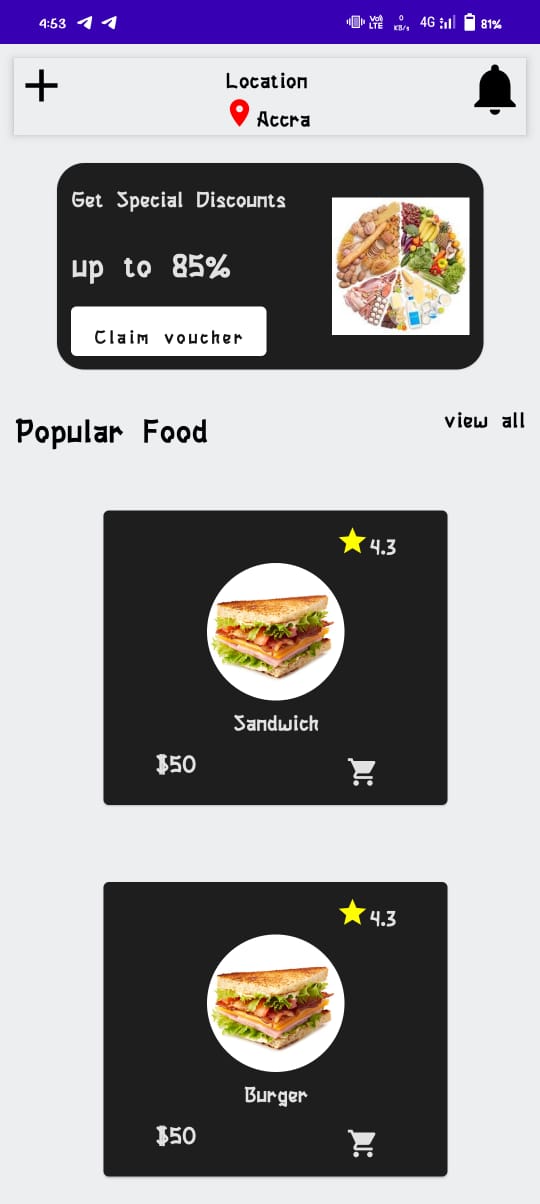 4:53
Vo) LTE
0 KB/s
4G
81%
Location
Accra
Get Special Discounts
up to 85%
Claim voucher
Popular Food
view all
4.3
Sandwich
$50
4.3
Burger
$50